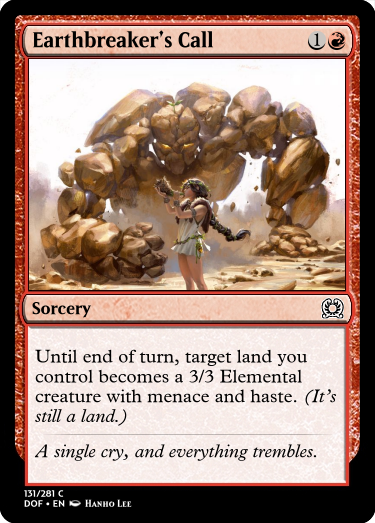 Earthbreaker's Call 1
Sorcery
Until end of turn, target land you
control becomes a 3/3 Elemental
creature with menace and haste. (It's
still a land.)
A single cry, and everything trembles.
131/281 C
DOF • EN Hanho Lee